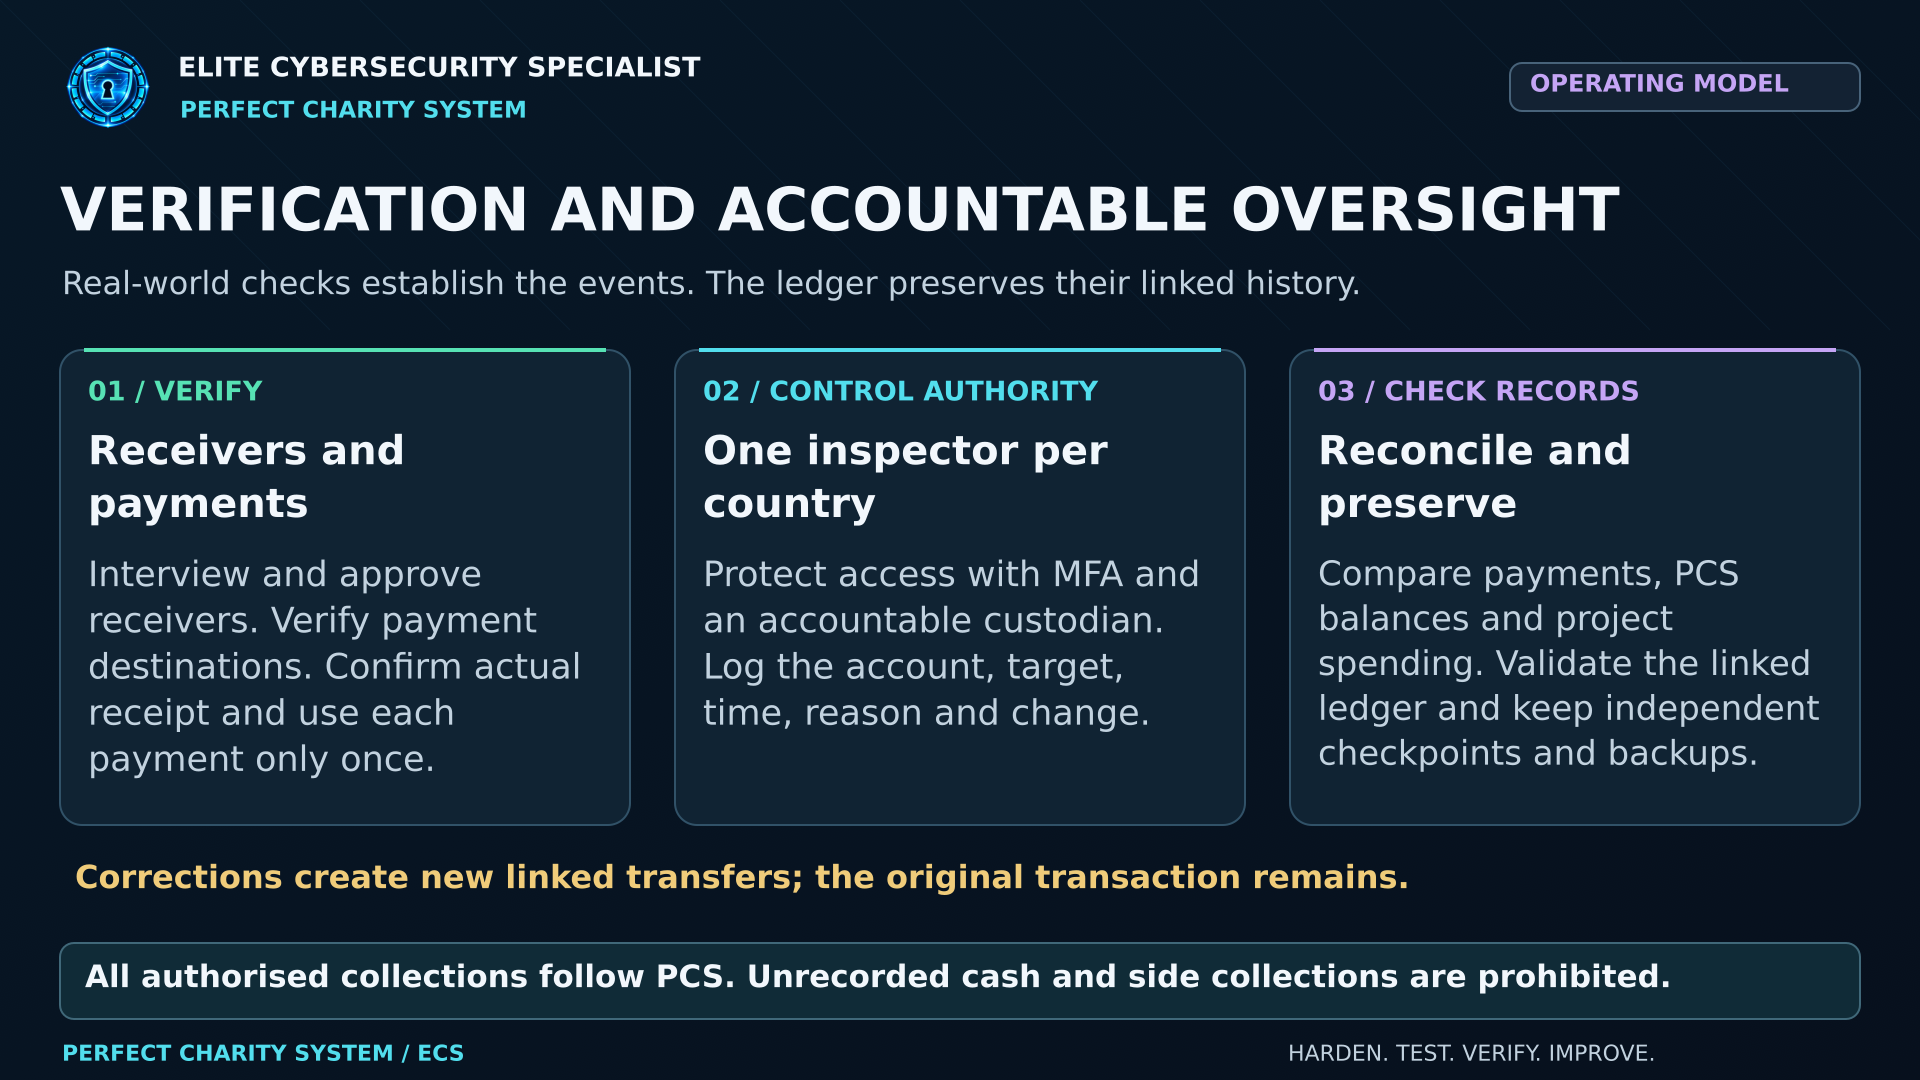 ELITE CYBERSECURITY SPECIALIST
PERFECT CHARITY SYSTEM
OPERATING MODEL
VERIFICATION AND ACCOUNTABLE OVERSIGHT
Real-world checks establish the events. The ledger preserves their linked history.
01 / VERIFY
Receivers and
payments
Interview and approve
receivers. Verify payment
destinations. Confirm actual
receipt and use each
payment only once.
02 / CONTROL AUTHORITY
One inspector per
country
Protect access with MFA and
an accountable custodian.
Log the account, target,
time, reason and change.
03 / CHECK RECORDS
Reconcile and
preserve
Compare payments, PCS
balances and project
spending. Validate the linked
ledger and keep independent
checkpoints and backups.
Corrections create new linked transfers; the original transaction remains.
All authorised collections follow PCS. Unrecorded cash and side collections are prohibited.
PERFECT CHARITY SYSTEM / ECS
HARDEN. TEST. VERIFY. IMPROVE.